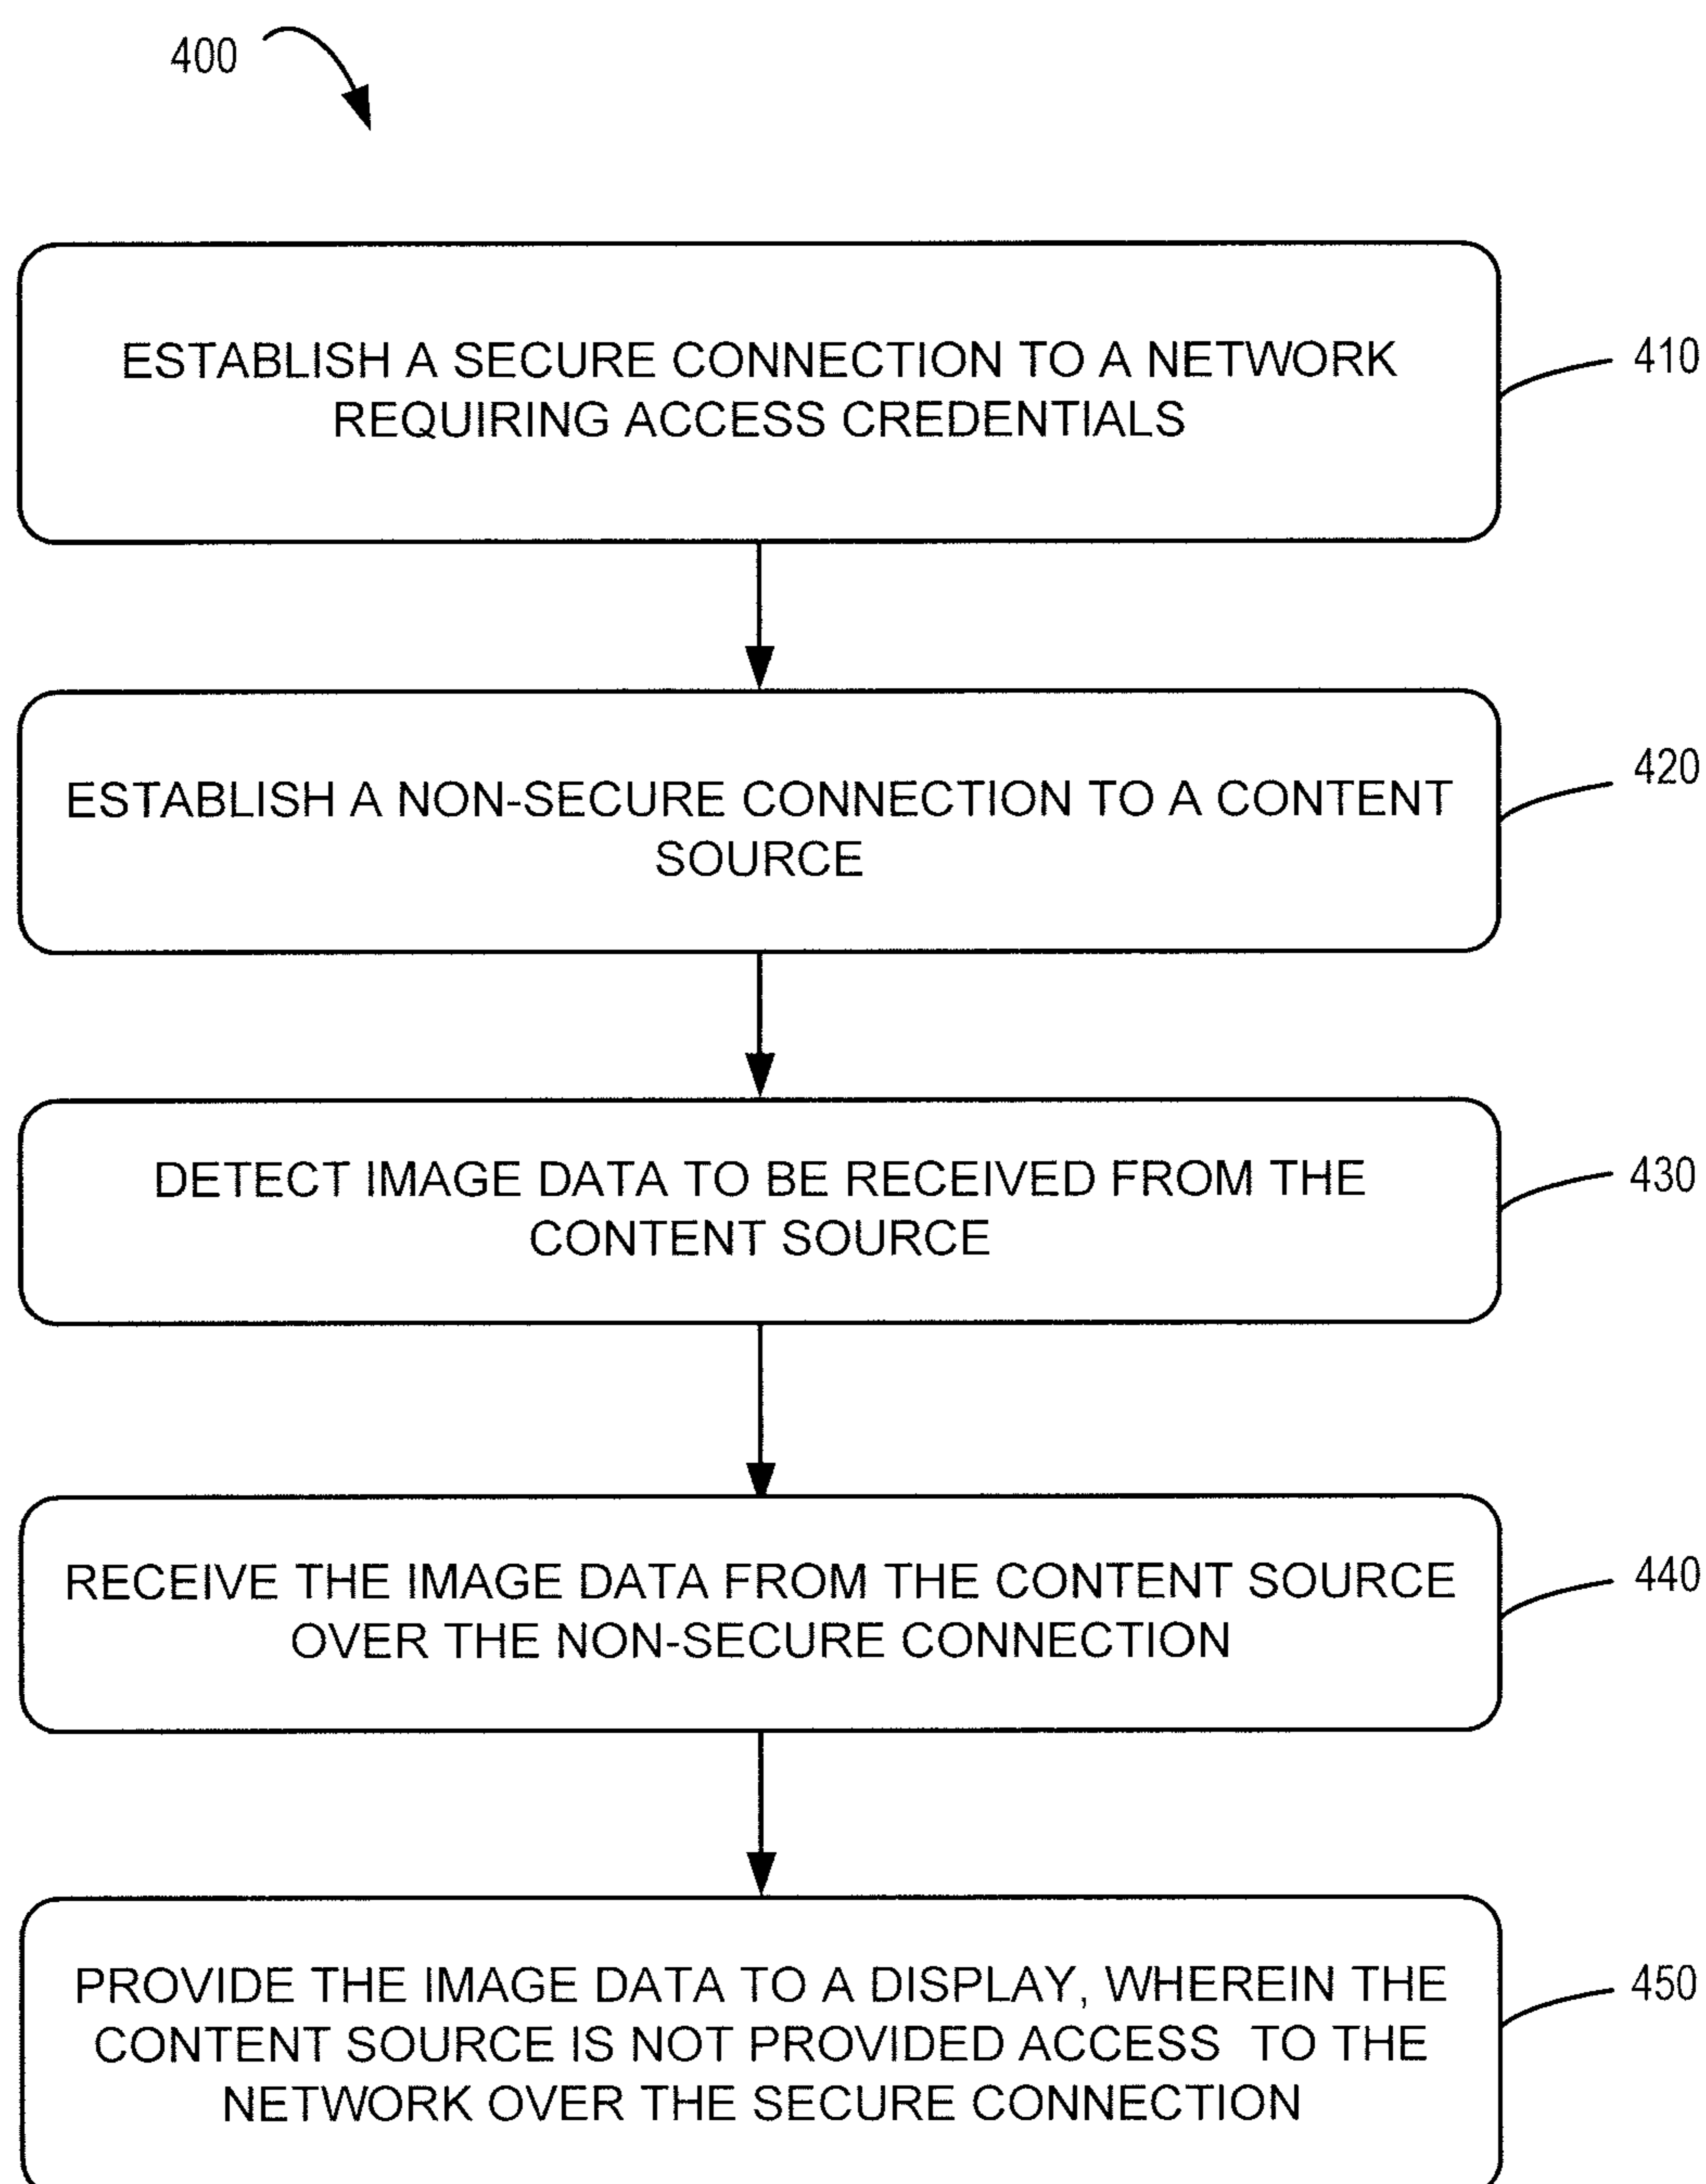 400
ESTABLISH A SECURE CONNECTION TO A NETWORK
REQUIRING ACCESS CREDENTIALS
410
ESTABLISH A NON-SECURE CONNECTION TO A CONTENT
SOURCE
420
DETECT IMAGE DATA TO BE RECEIVED FROM THE
CONTENT SOURCE
430
RECEIVE THE IMAGE DATA FROM THE CONTENT SOURCE
OVER THE NON-SECURE CONNECTION
440
PROVIDE THE IMAGE DATA TO A DISPLAY, WHEREIN THE
CONTENT SOURCE IS NOT PROVIDED ACCESS TO THE
NETWORK OVER THE SECURE CONNECTION
450